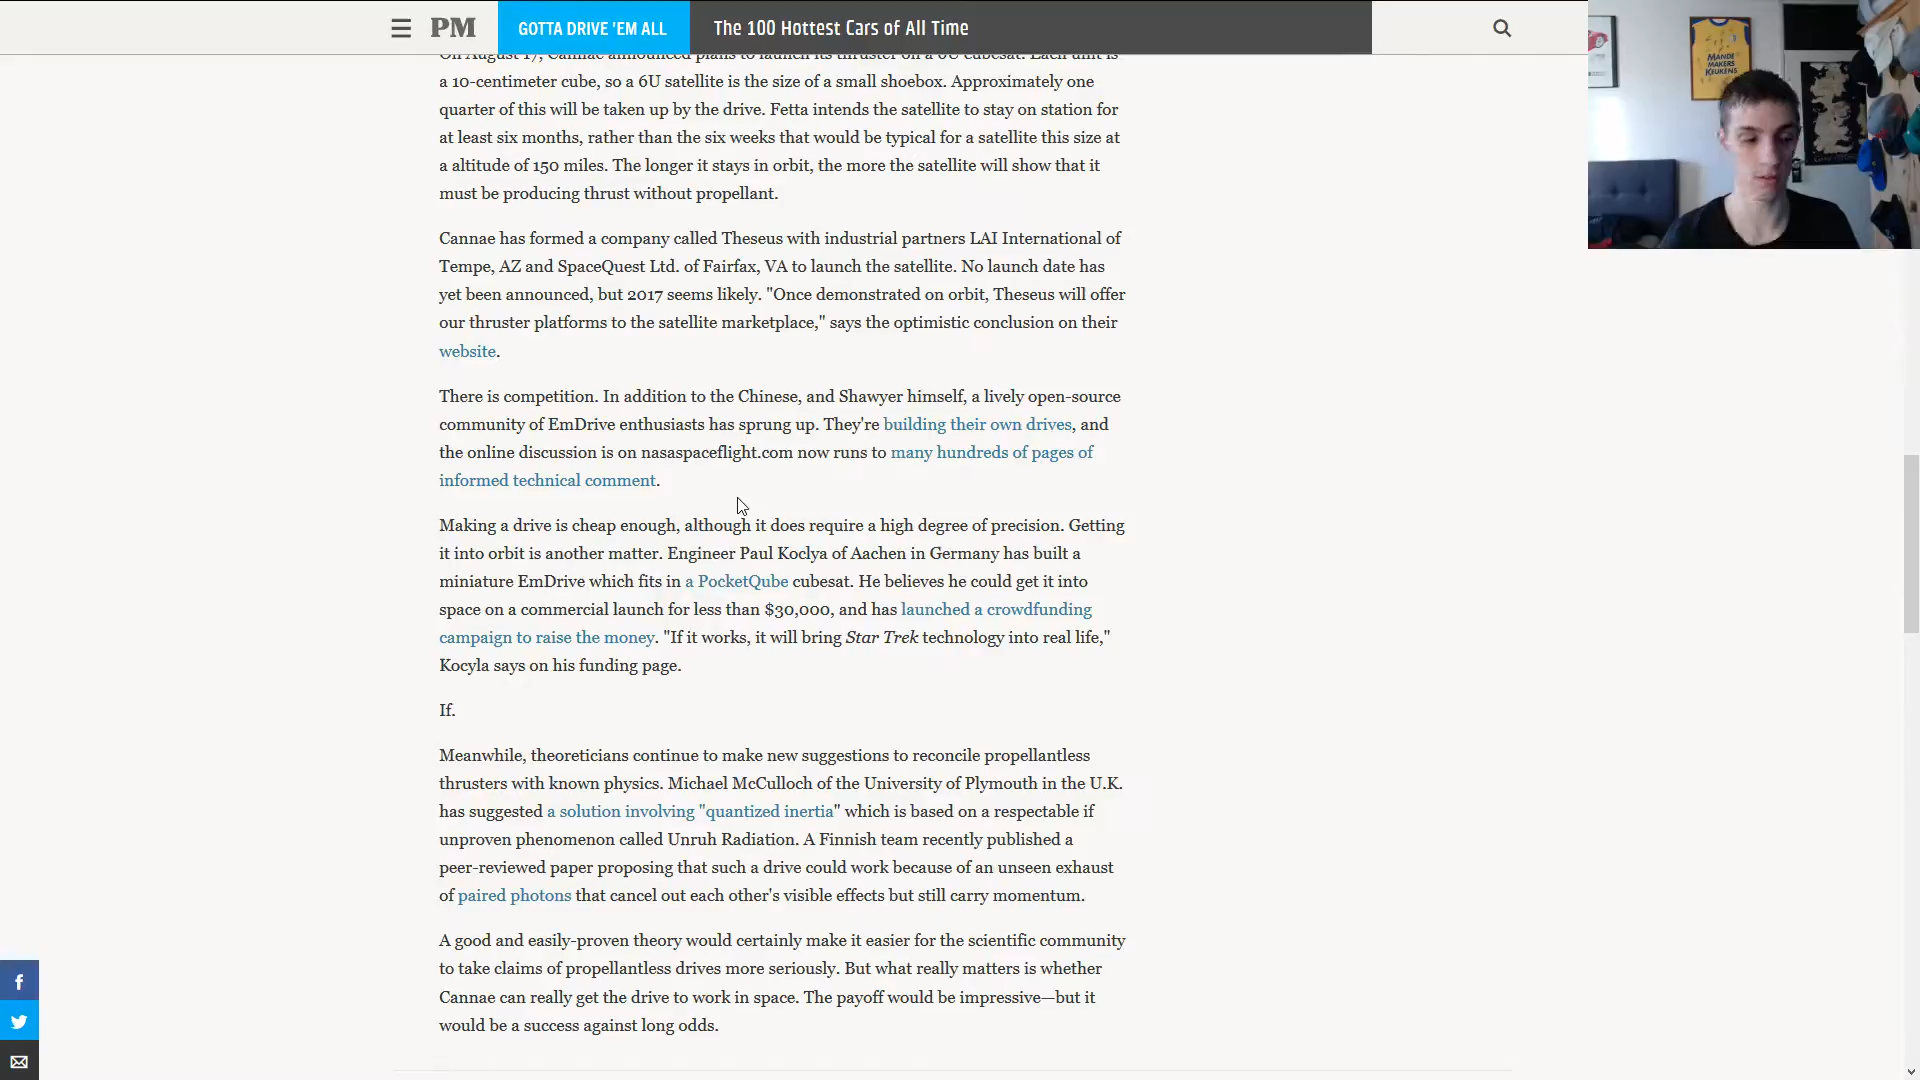 PM
GOTTA DRIVE 'EM ALL
The 100 Hottest Cars of All Time
On August 17, Cannae announced plans to launch its thruster on a 6U cubesat. Each unit is
a 10-centimeter cube, so a 6U satellite is the size of a small shoebox. Approximately one
quarter of this will be taken up by the drive. Fetta intends the satellite to stay on station for
at least six months, rather than the six weeks that would be typical for a satellite this size at
a altitude of 150 miles. The longer it stays in orbit, the more the satellite will show that it
must be producing thrust without propellant.
Cannae has formed a company called Theseus with industrial partners LAI International of
Tempe, AZ and SpaceQuest Ltd. of Fairfax, VA to launch the satellite. No launch date has
yet been announced, but 2017 seems likely. "Once demonstrated on orbit, Theseus will offer
our thruster platforms to the satellite marketplace," says the optimistic conclusion on their
website.
There is competition. In addition to the Chinese, and Shawyer himself, a lively open-source
community of EmDrive enthusiasts has sprung up. They're building their own drives, and
the online discussion is on nasaspaceflight.com now runs to many hundreds of pages of
informed technical comment.
Making a drive is cheap enough, although it does require a high degree of precision. Getting
it into orbit is another matter. Engineer Paul Koclya of Aachen in Germany has built a
miniature EmDrive which fits in a PocketQube cubesat. He believes he could get it into
space on a commercial launch for less than $30,000, and has launched a crowdfunding
campaign to raise the money. "If it works, it will bring Star Trek technology into real life,"
Kocyla says on his funding page.
If.
Meanwhile, theoreticians continue to make new suggestions to reconcile propellantless
thrusters with known physics. Michael McCulloch of the University of Plymouth in the U.K.
has suggested a solution involving "quantized inertia" which is based on a respectable if
unproven phenomenon called Unruh Radiation. A Finnish team recently published a
peer-reviewed paper proposing that such a drive could work because of an unseen exhaust
of paired photons that cancel out each other's visible effects but still carry momentum.
A good and easily-proven theory would certainly make it easier for the scientific community
to take claims of propellantless drives more seriously. But what really matters is whether
Cannae can really get the drive to work in space. The payoff would be impressive—but it
would be a success against long odds.
MANDE
MAKERS
KEUKENS